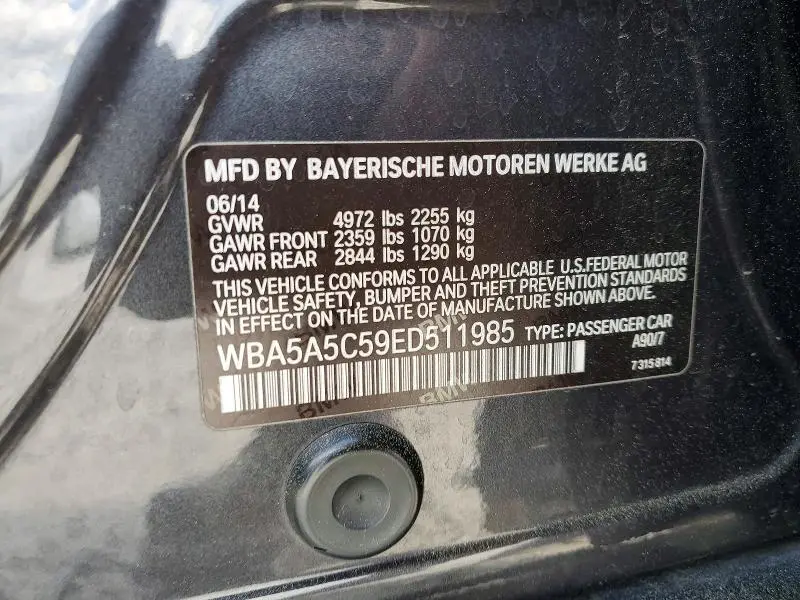 MFD BY BAYERISCHE MOTOREN WERKE AG
06/14
GVWR 4972 lbs 2255 kg
GAWR FRONT 2359 lbs 1070 kg
GAWR REAR 2844 lbs 1290 kg
THIS VEHICLE CONFORMS TO ALL APPLICABLE U.S.FEDERAL MOTOR
VEHICLE SAFETY, BUMPER AND THEFT PREVENTION STANDARDS
IN EFFECT ON THE DATE OF MANUFACTURE SHOWN ABOVE.
WBA5A5C59ED511985 TYPE: PASSENGER CAR
A90/7
7315814